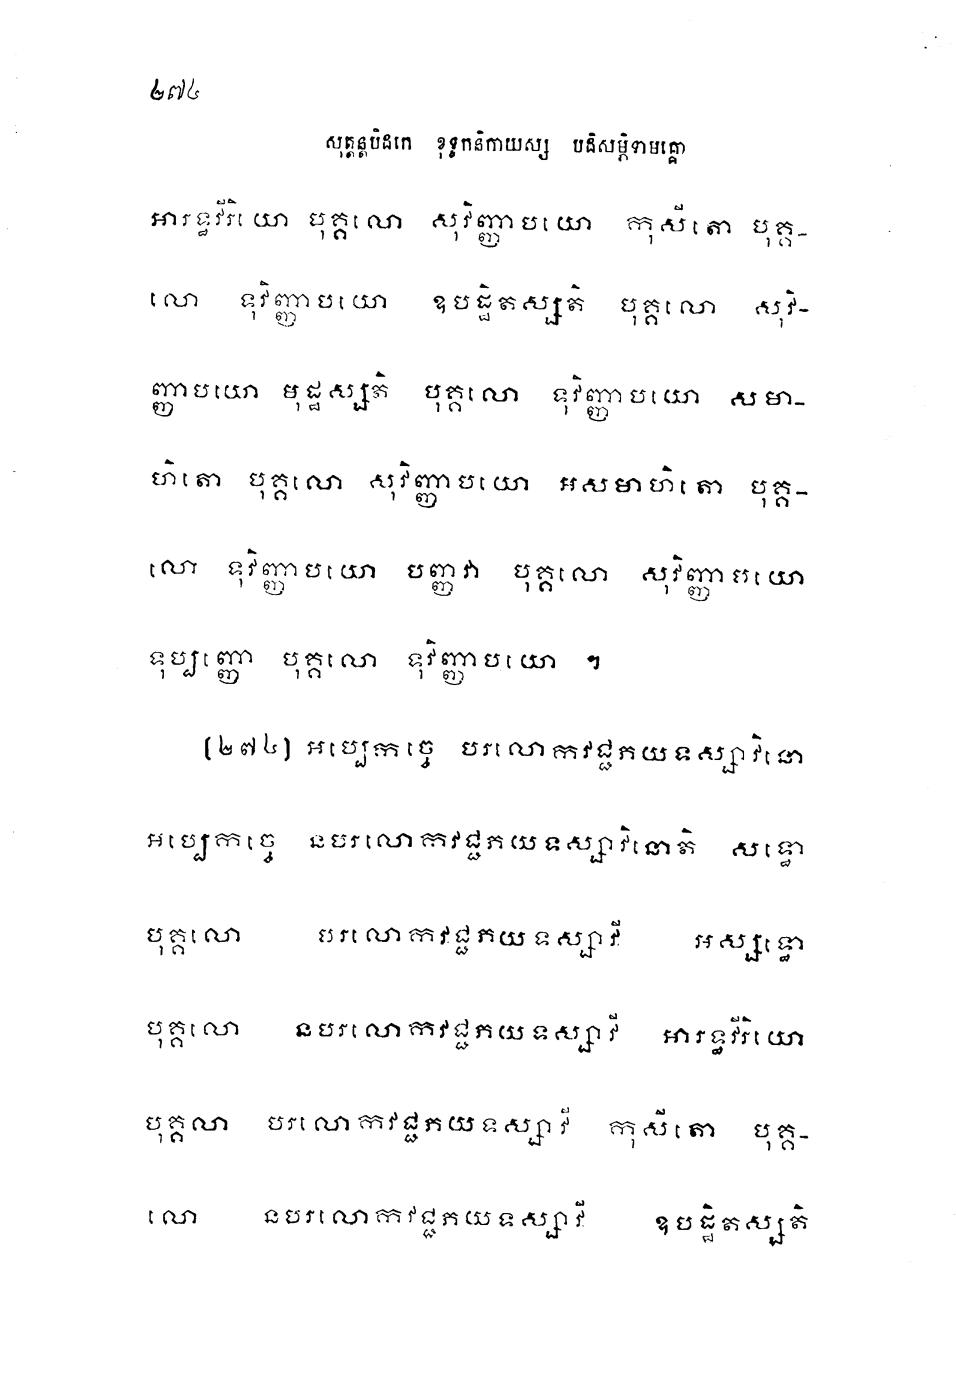 ២៧៤
សុត្តន្តបិដកេ ខុទ្ទកនិកាយស្ស បដិសម្ភិទាមគ្គោ
អារទ្ធវីរិយោ បុគ្គលោ សុវិញ្ញាបយោ កុសីតោ បុគ្គ-
លោ ទុវិញ្ញាបយោ ឧបដ្ឋិតស្សតិ បុគ្គលោ សុវិ-
ញ្ញាបយោ មុដ្ឋស្សតិ បុគ្គលោ ទុវិញ្ញាបយោ សមា-
ហិតោ បុគ្គលោ សុវិញ្ញាបយោ អសមាហិតោ បុគ្គ-
លោ ទុវិញ្ញាបយោ បញ្ញវា បុគ្គលោ សុវិញ្ញាបយោ
ទុប្បញ្ញោ បុគ្គលោ ទុវិញ្ញាបយោ ។
(២៧៤) អប្បេកច្ចេ បរលោកវជ្ជភយទស្សាវិនោ
អប្បេកច្ចេ នបរលោកវជ្ជភយទស្សាវិនោតិ សទ្ធោ
បុគ្គលោ បរលោកវជ្ជភយទស្សាវី អស្សទ្ធោ
បុគ្គលោ នបរលោកវជ្ជភយទស្សាវី អារទ្ធវីរិយោ
បុគ្គលោ បរលោកវជ្ជភយទស្សាវី កុសីតោ បុគ្គ-
លោ នបរលោកវជ្ជភយទស្សាវី ឧបដ្ឋិតស្សតិ